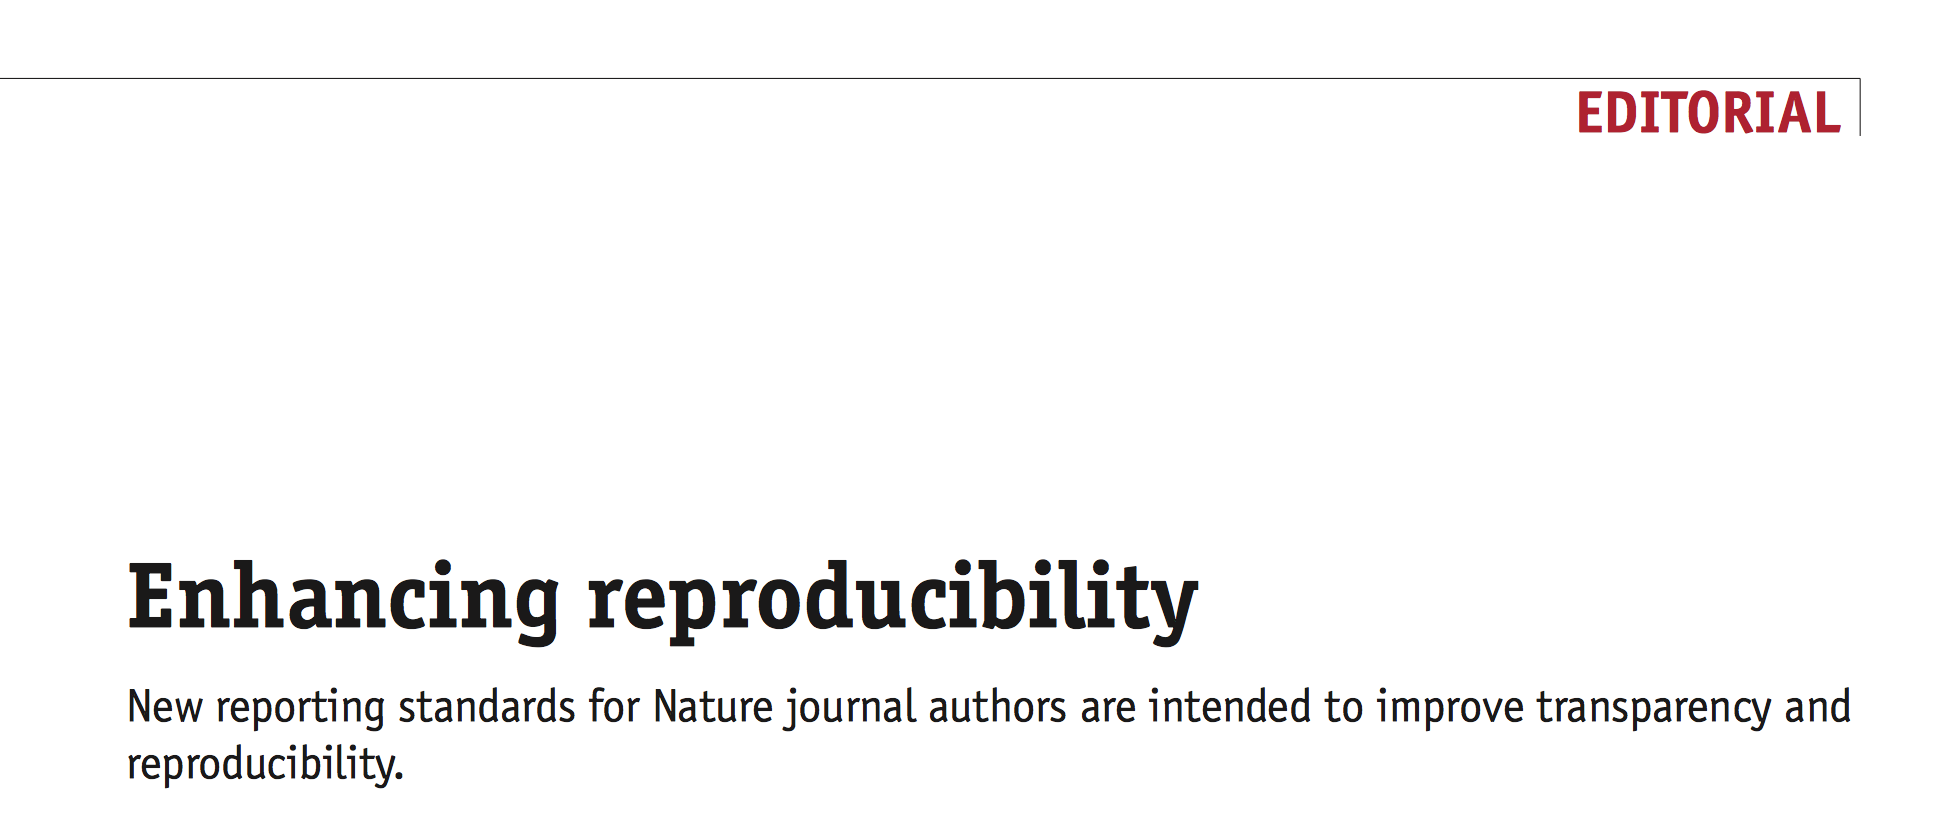 EDITORIAL
Enhancing reproducibility
New reporting standards for Nature journal authors are intended to improve transparency and
reproducibility.